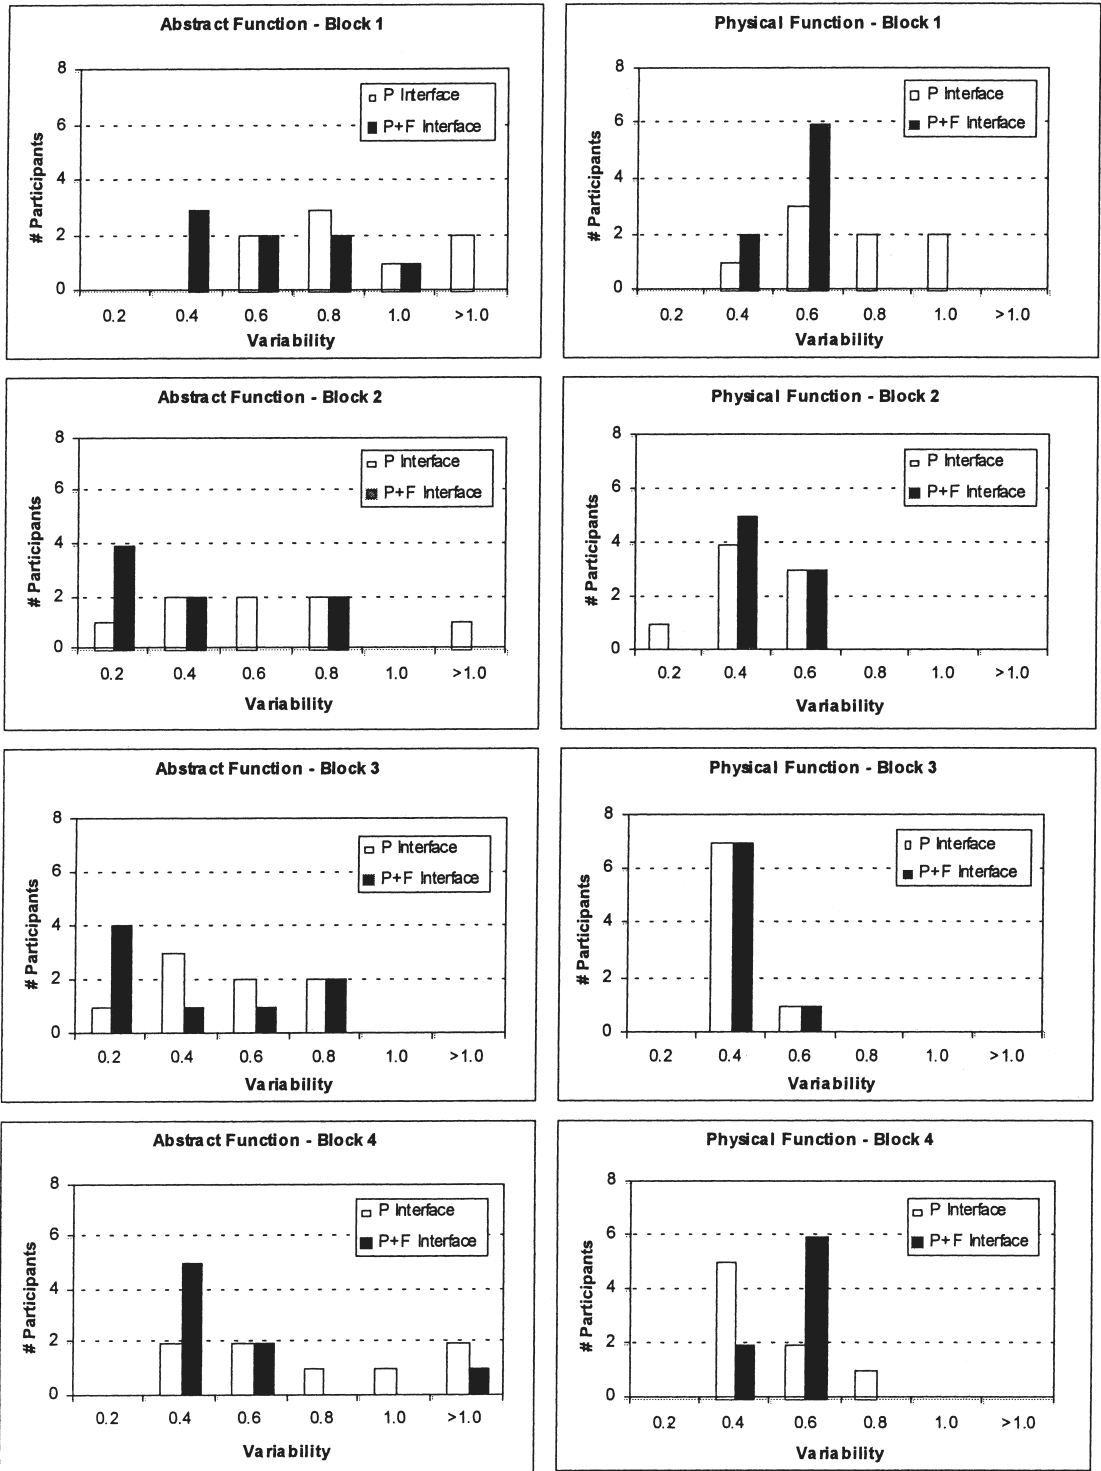 Abstract Function - Block 1
8
6
4
2
0
# Participants
P Interface
P+F Interface
0.2 0.4 0.6 0.8 1.0 >1.0
Variability
Physical Function - Block 1
8
6
4
2
0
# Participants
P Interface
P+F Interface
0.2 0.4 0.6 0.8 1.0 >1.0
Variability
Abstract Function - Block 2
8
6
4
2
0
# Participants
P Interface
P+F Interface
0.2 0.4 0.6 0.8 1.0 >1.0
Variability
Physical Function - Block 2
8
6
4
2
0
# Participants
P Interface
P+F Interface
0.2 0.4 0.6 0.8 1.0 >1.0
Variability
Abstract Function - Block 3
8
6
4
2
0
# Participants
P Interface
P+F Interface
0.2 0.4 0.6 0.8 1.0 >1.0
Variability
Physical Function - Block 3
8
6
4
2
0
# Participants
P Interface
P+F Interface
0.2 0.4 0.6 0.8 1.0 >1.0
Variability
Abstract Function - Block 4
8
6
4
2
0
# Participants
P Interface
P+F Interface
0.2 0.4 0.6 0.8 1.0 >1.0
Variability
Physical Function - Block 4
8
6
4
2
0
# Participants
P Interface
P+F Interface
0.2 0.4 0.6 0.8 1.0 >1.0
Variability